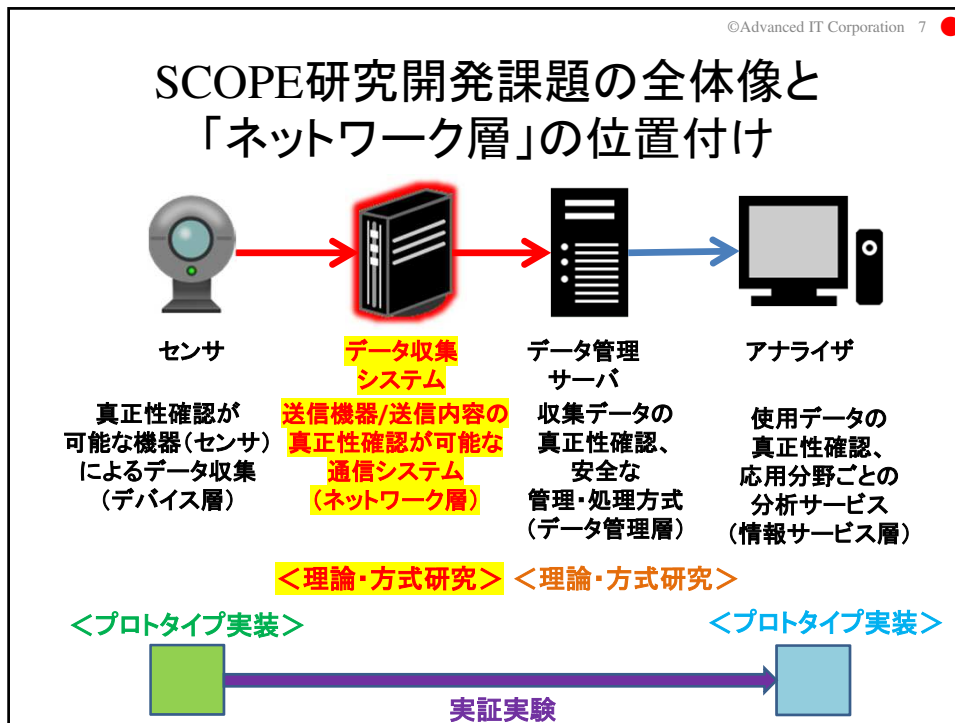 ©Advanced IT Corporation 7
SCOPE研究開発課題の全体像と
「ネットワーク層」の位置付け
センサ
真正性確認が
可能な機器(センサ)
によるデータ収集
(デバイス層)
データ収集
システム
送信機器/送信内容の
真正性確認が可能な
通信システム
(ネットワーク層)
データ管理
サーバ
収集データの
真正性確認、
安全な
管理・処理方式
(データ管理層)
アナライザ
使用データの
真正性確認、
応用分野ごとの
分析サービス
(情報サービス層)
<理論・方式研究>
<理論・方式研究>
<プロトタイプ実装>
<プロトタイプ実装>
実証実験